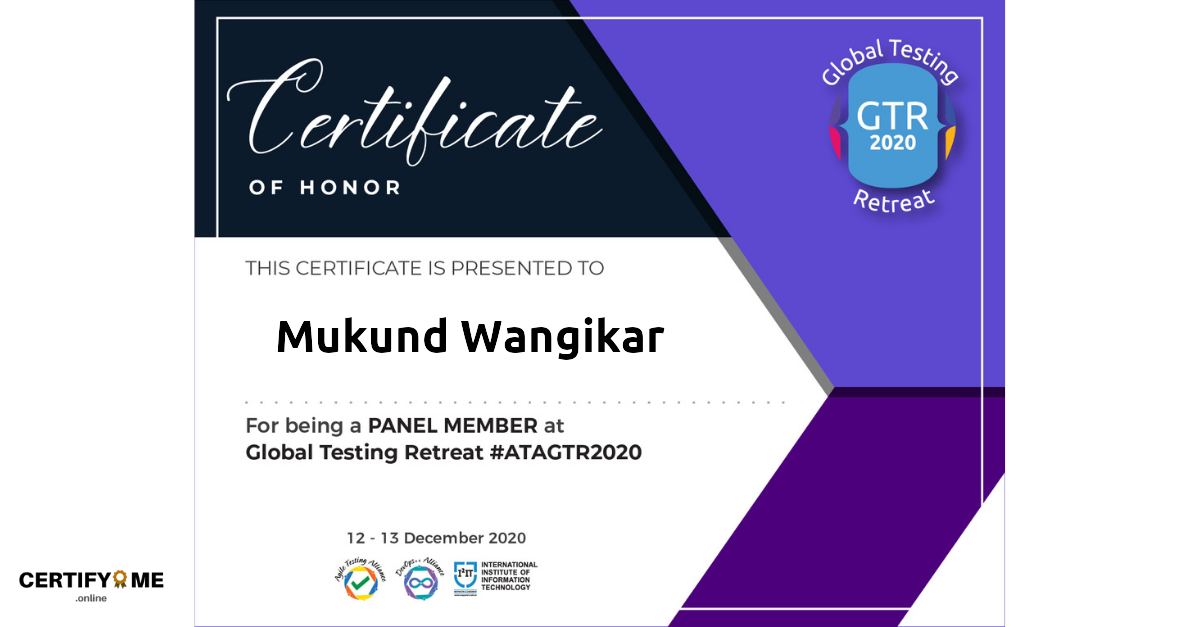 Certificate
OF HONOR
Global Testing
GTR
2020
Retreat
THIS CERTIFICATE IS PRESENTED TO
Mukund Wangikar
For being a PANEL MEMBER at
Global Testing Retreat #ATAGTR2020
12 - 13 December 2020
Agile Testing Alliance
DevOps++ Alliance
I²IT
INTERNATIONAL
INSTITUTE OF
INFORMATION
TECHNOLOGY
CERTIFY ME
.online